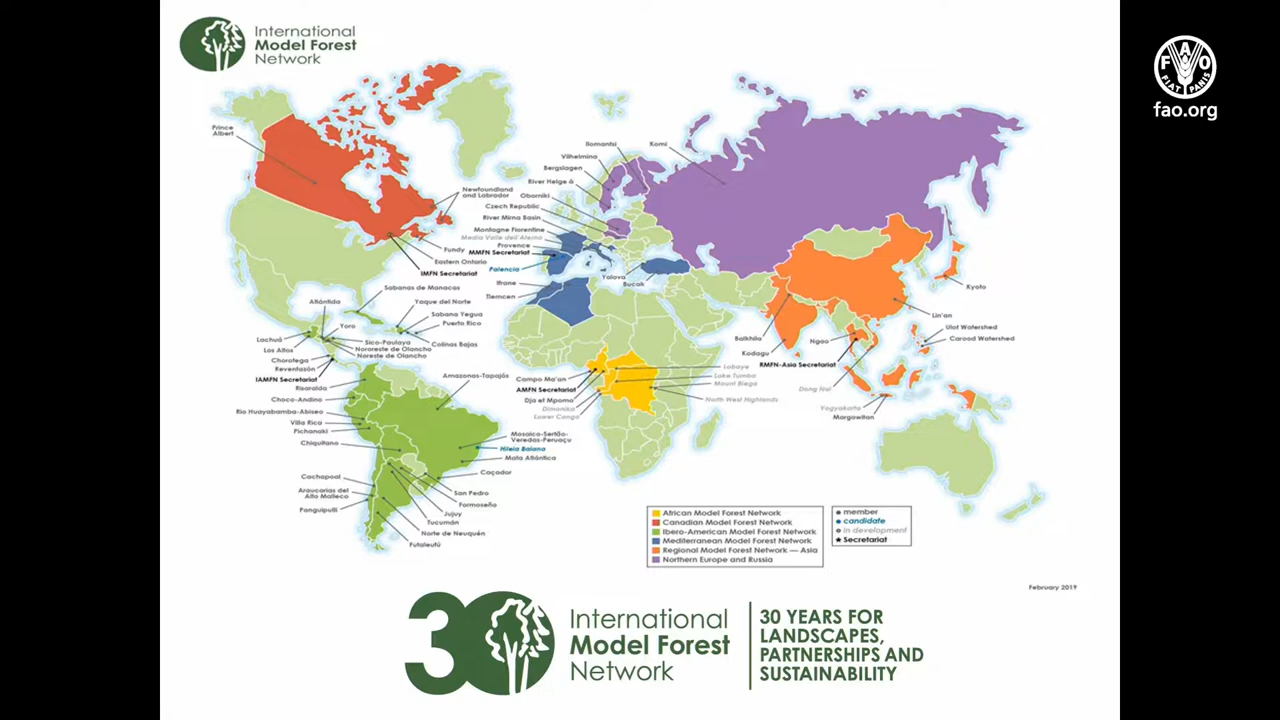 International
Model Forest
Network
FAO
FIAT PANIS
fao.org
Prince
Albert
Ilomantsi
Komi
Vilhelmina
Bergslagen
River Helge å
Newfoundland
and Labrador
Oborniki
Czech Republic
River Mirna Basin
Montagne Fiorentine
Media Valle dell'Aterno
Provence
MMFN Secretariat
Palencia
Fundy
Eastern Ontario
IMFN Secretariat
Yalova
Bucak
Ifrane
Tlemcen
Kyoto
Sabanas de Manacas
Atlántida
Yaque del Norte
Yoro
Sabana Yegua
Puerto Rico
Lachuá
Los Altos
Sico-Paulaya
Nororeste de Olancho
Noreste de Olancho
Colinas Bajas
Chorotega
Reventazón
IAMFN Secretariat
Risaralda
Amazonas-Tapajós
Choco-Andino
Rio Huayabamba-Abiseo
Villa Rica
Pichanaki
Chiquitano
Mosaico-Sertão-
Veredas-Peruaçu
Hileia Baiana
Mata Atlântica
Caçador
Cachapoal
Araucarias del
Alto Malleco
Panguipulli
San Pedro
Formoseño
Jujuy
Tucumán
Norte de Neuquén
Futaleufú
Campo Ma'an
AMFN Secretariat
Dja et Mpomo
Dimonika
Lower Congo
Lobaye
Lake Tumba
Mount Biega
North West Highlands
Lin'an
Ulot Watershed
Carood Watershed
Balkhila
Kodagu
Ngao
RMFN-Asia Secretariat
Dong Nai
Yogyakarta
Margowitan
African Model Forest Network
Canadian Model Forest Network
Ibero-American Model Forest Network
Mediterranean Model Forest Network
Regional Model Forest Network — Asia
Northern Europe and Russia
member
candidate
in development
Secretariat
February 2019
30
International
Model Forest
Network
30 YEARS FOR
LANDSCAPES,
PARTNERSHIPS AND
SUSTAINABILITY